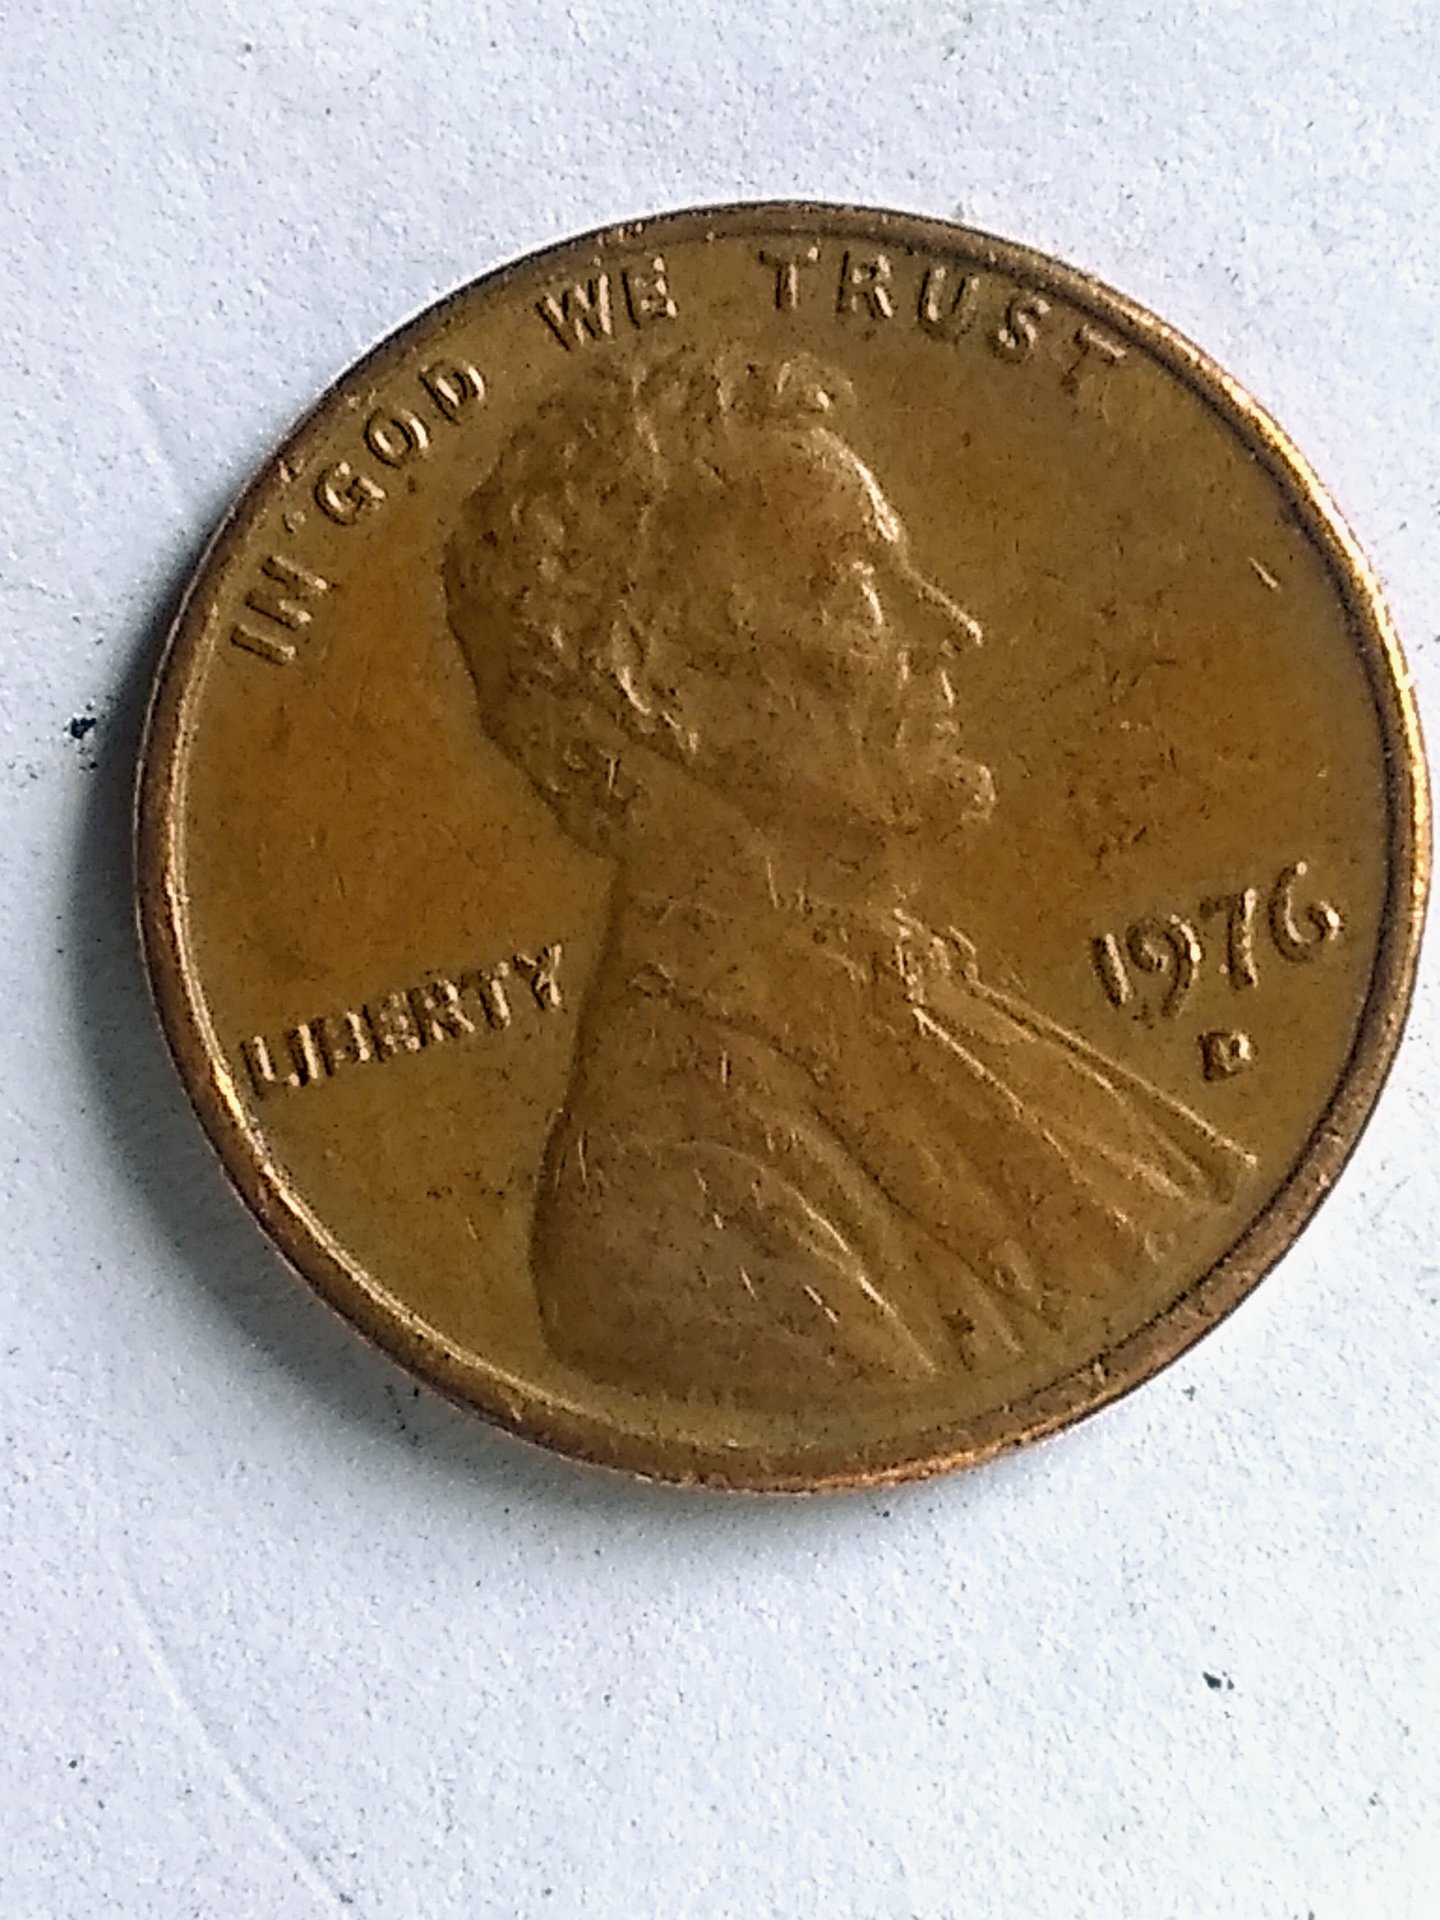 IN GOD WE TRUST
LIBERTY
1976
D